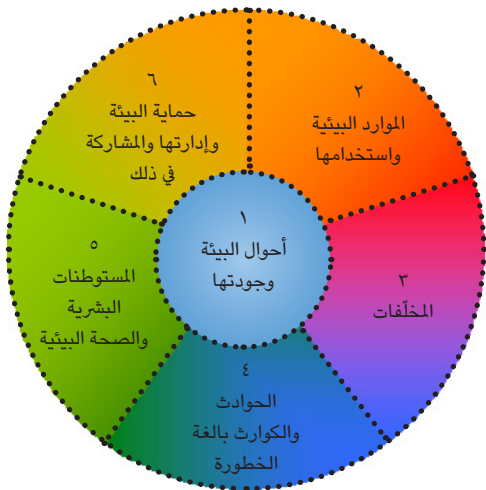 ١
أحوال البيئة
وجودتها
٢
الموارد البيئية
واستخدامها
٣
المخلّفات
٤
الحوادث
والكوارث بالغة
الخطورة
٥
المستوطنات
البشرية
والصحة البيئية
٦
حماية البيئة
وإدارتها والمشاركة
في ذلك